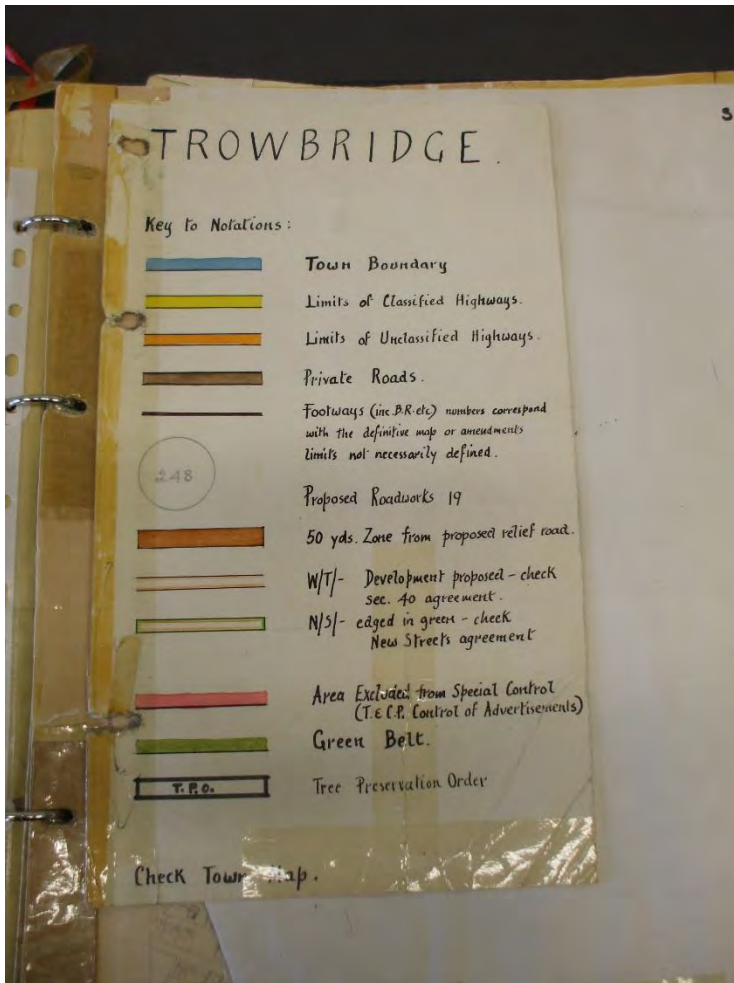 S
TROWBRIDGE.
Key to Notations:
Town Boundary
Limits of Classified Highways.
Limits of Unclassified Highways.
Private Roads.
Footways (inc. B.R. etc) numbers correspond
with the definitive map or amendments
limits not necessarily defined.
248
Proposed Roadworks 19
50 yds. Zone from proposed relief road.
W/T/- Development proposed - check
sec. 40 agreement.
N/S/- edged in green - check
New Streets agreement
Area Excluded from Special Control
(T. & C.P. Control of Advertisements)
Green Belt.
T.P.O. Tree Preservation Order
Check Town Map.